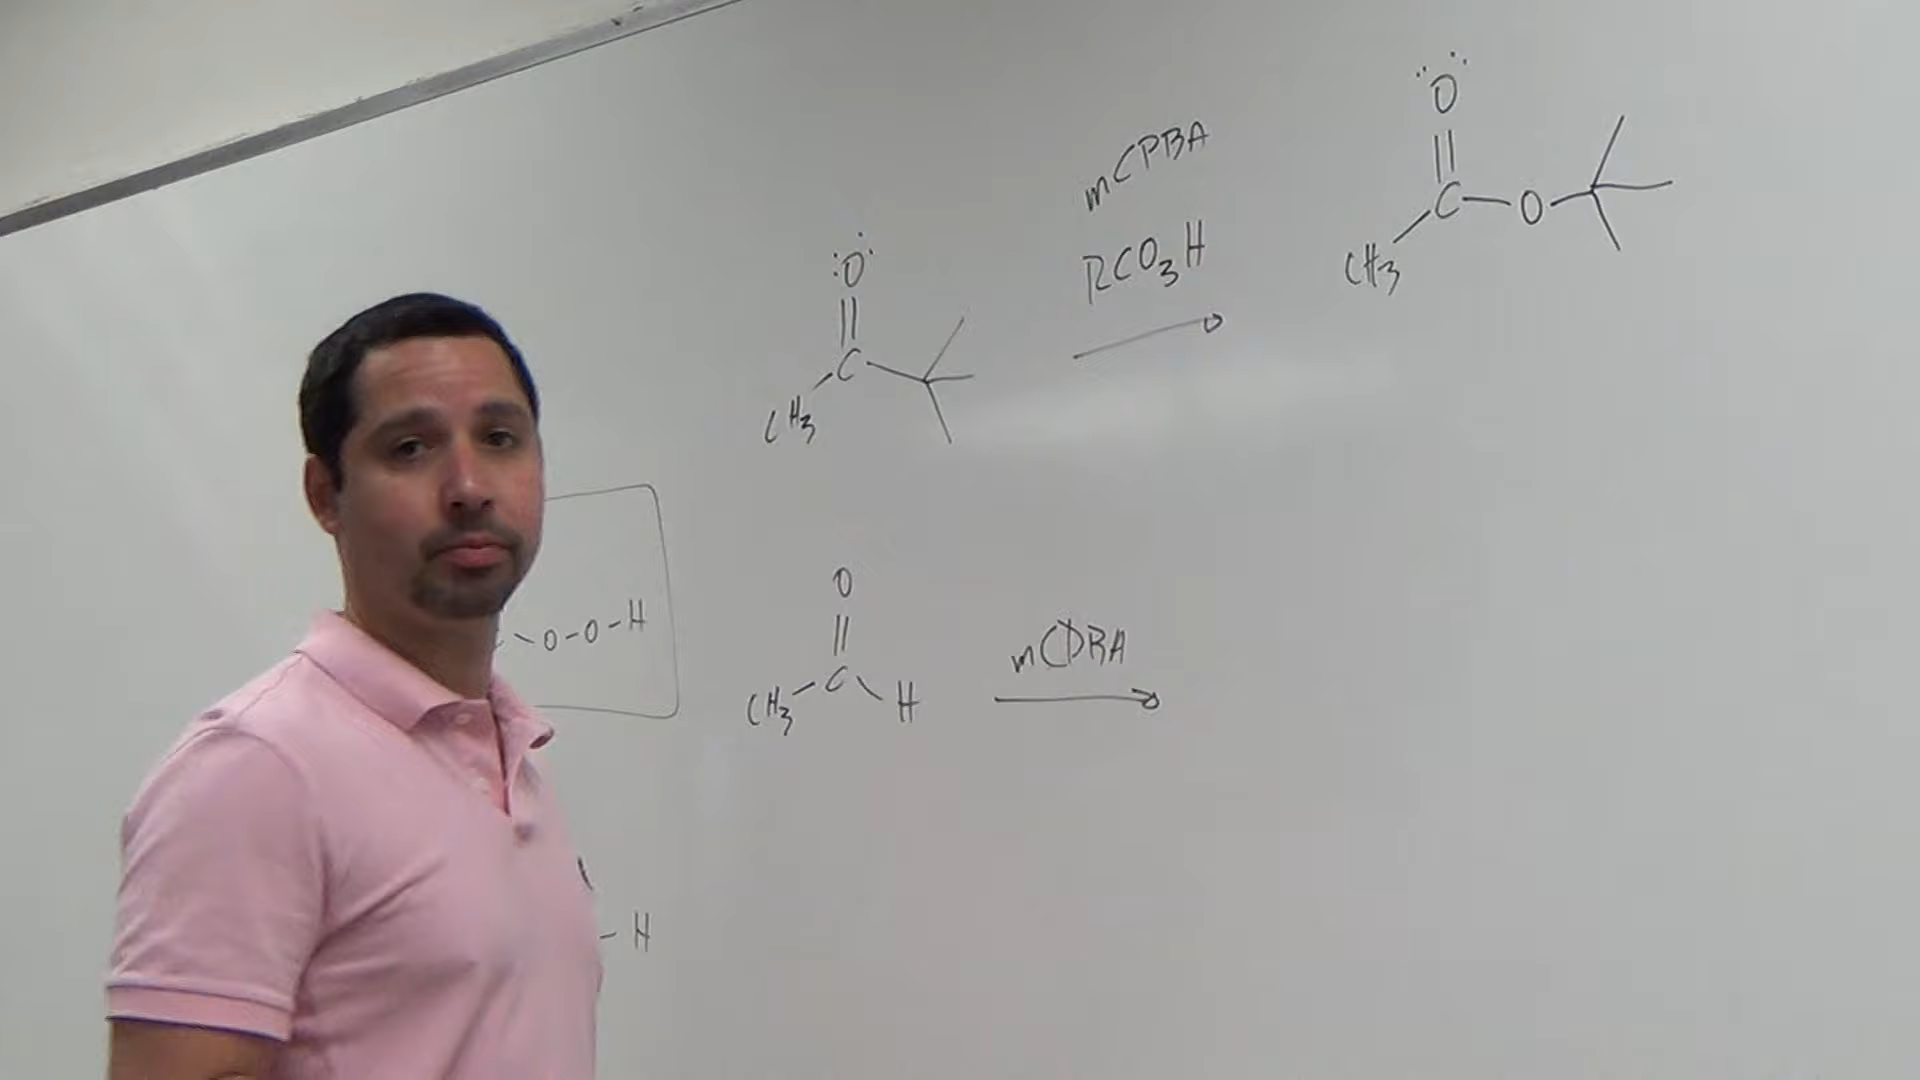 O
C
CH3
mCPBA
RCO3H
O
C—O
CH3
–O–O–H
O
CH3–C–H
mCPBA
–H